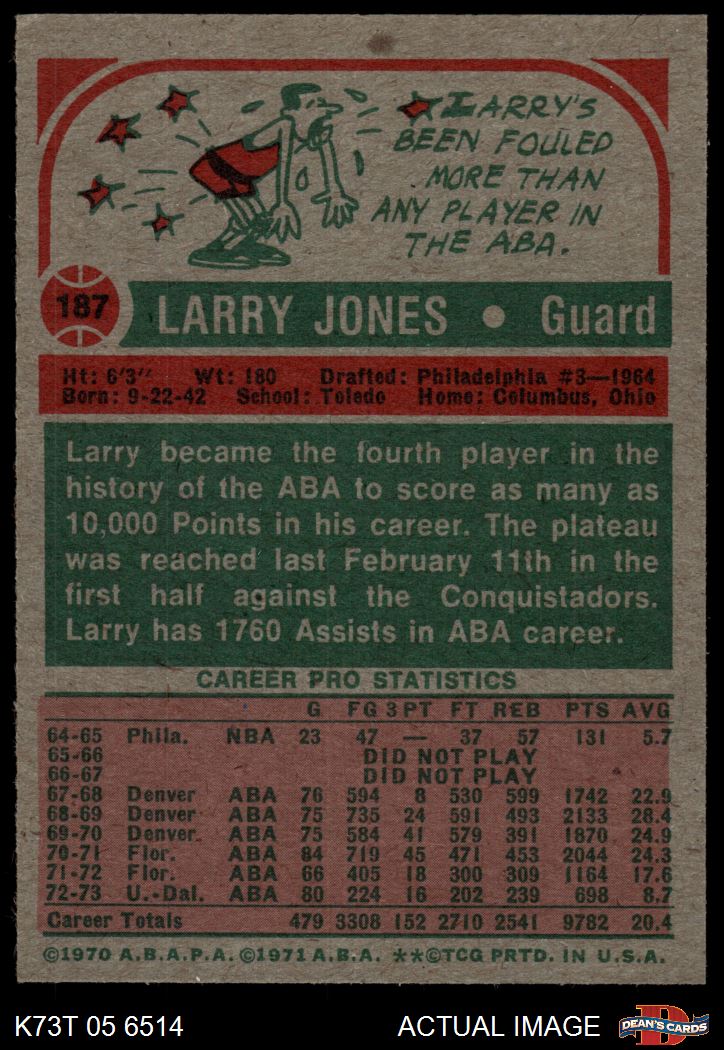 LARRY'S
BEEN FOULED
MORE THAN
ANY PLAYER IN
THE ABA.
187 LARRY JONES • Guard
Ht: 6'3" Wt: 180 Drafted: Philadelphia #3—1964
Born: 9-22-42 School: Toledo Home: Columbus, Ohio
Larry became the fourth player in the
history of the ABA to score as many as
10,000 Points in his career. The plateau
was reached last February 11th in the
first half against the Conquistadors.
Larry has 1760 Assists in ABA career.
CAREER PRO STATISTICS
G FG 3PT FT REB PTS AVG
64-65 Phila. NBA 23 47 — 37 57 131 5.7
65-66 DID NOT PLAY
66-67 DID NOT PLAY
67-68 Denver ABA 76 594 8 530 599 1742 22.9
68-69 Denver ABA 75 735 24 591 493 2133 28.4
69-70 Denver ABA 75 584 41 579 391 1870 24.9
70-71 Flor. ABA 84 719 45 471 453 2044 24.3
71-72 Flor. ABA 66 405 18 300 309 1164 17.6
72-73 U.-Dal. ABA 80 224 16 202 239 698 8.7
Career Totals 479 3308 152 2710 2541 9782 20.4
©1970 A.B.A.P.A. ©1971 A.B.A. **©TCG PRTD. IN U.S.A.
K73T 05 6514 ACTUAL IMAGE D DEAN'S CARDS